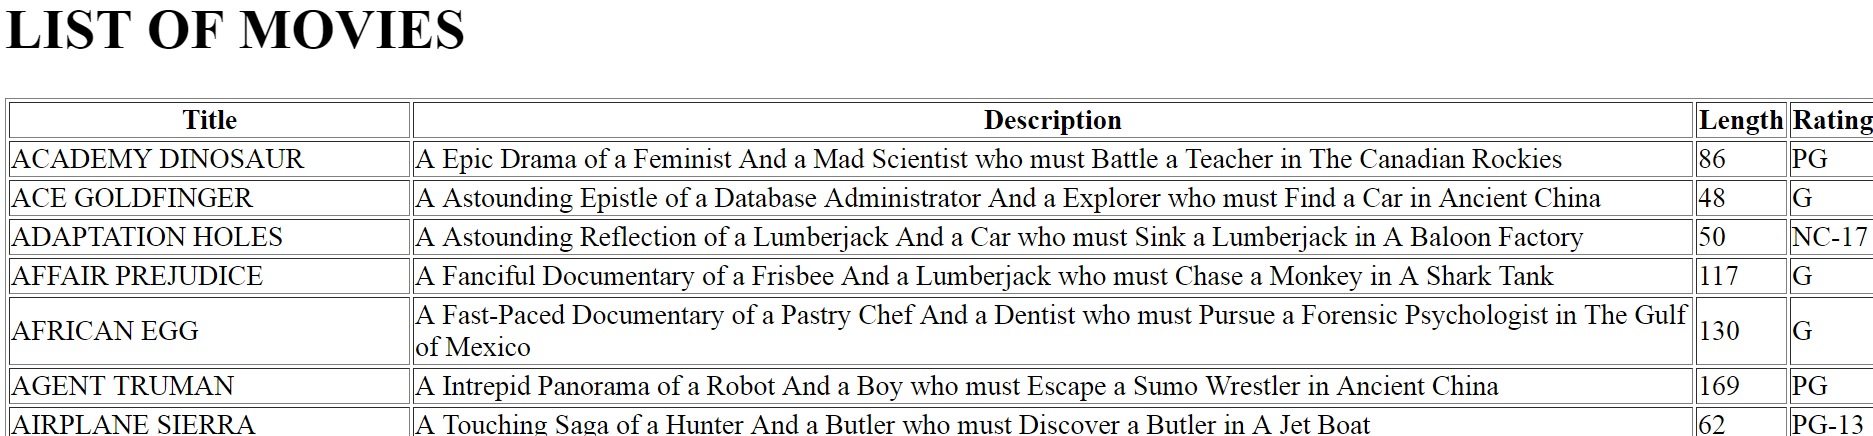 LIST OF MOVIES
Title Description Length Rating
ACADEMY DINOSAUR A Epic Drama of a Feminist And a Mad Scientist who must Battle a Teacher in The Canadian Rockies 86 PG
ACE GOLDFINGER A Astounding Epistle of a Database Administrator And a Explorer who must Find a Car in Ancient China 48 G
ADAPTATION HOLES A Astounding Reflection of a Lumberjack And a Car who must Sink a Lumberjack in A Baloon Factory 50 NC-17
AFFAIR PREJUDICE A Fanciful Documentary of a Frisbee And a Lumberjack who must Chase a Monkey in A Shark Tank 117 G
AFRICAN EGG A Fast-Paced Documentary of a Pastry Chef And a Dentist who must Pursue a Forensic Psychologist in The Gulf
of Mexico 130 G
AGENT TRUMAN A Intrepid Panorama of a Robot And a Boy who must Escape a Sumo Wrestler in Ancient China 169 PG
AIRPLANE SIERRA A Touching Saga of a Hunter And a Butler who must Discover a Butler in A Jet Boat 62 PG-13